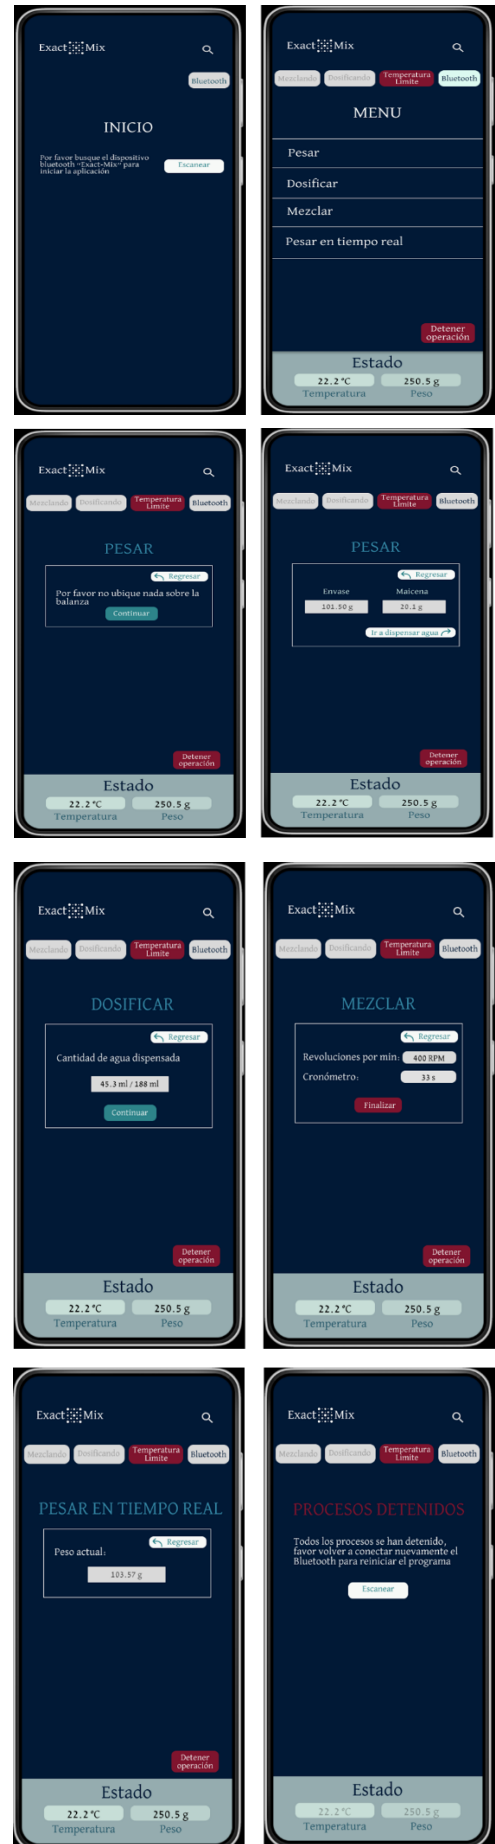 Exact Mix
Bluetooth
INICIO
Por favor busque el dispositivo
bluetooth "Exact-Mix" para
iniciar la aplicación
Escanear
Exact Mix
Mezclando Dosificando Temperatura Límite Bluetooth
MENU
Pesar
Dosificar
Mezclar
Pesar en tiempo real
Detener
operación
Estado
22.2 °C 250.5 g
Temperatura Peso
Exact Mix
Mezclando Dosificando Temperatura Límite Bluetooth
PESAR
Regresar
Por favor no ubique nada sobre la
balanza
Continuar
Detener
operación
Estado
22.2 °C 250.5 g
Temperatura Peso
Exact Mix
Mezclando Dosificando Temperatura Límite Bluetooth
PESAR
Regresar
Envase Maicena
101.50 g 20.1 g
Ir a dispensar agua
Detener
operación
Estado
22.2 °C 250.5 g
Temperatura Peso
Exact Mix
Mezclando Dosificando Temperatura Límite Bluetooth
DOSIFICAR
Regresar
Cantidad de agua dispensada
45.3 ml / 188 ml
Continuar
Detener
operación
Estado
22.2 °C 250.5 g
Temperatura Peso
Exact Mix
Mezclando Dosificando Temperatura Límite Bluetooth
MEZCLAR
Regresar
Revoluciones por min: 400 RPM
Cronómetro: 33 s
Finalizar
Detener
operación
Estado
22.2 °C 250.5 g
Temperatura Peso
Exact Mix
Mezclando Dosificando Temperatura Límite Bluetooth
PESAR EN TIEMPO REAL
Regresar
Peso actual:
103.57 g
Detener
operación
Estado
22.2 °C 250.5 g
Temperatura Peso
Exact Mix
Mezclando Dosificando Temperatura Límite Bluetooth
PROCESOS DETENIDOS
Todos los procesos se han detenido,
favor volver a conectar nuevamente el
Bluetooth para reiniciar el programa
Escanear
Estado
22.2 °C 250.5 g
Temperatura Peso